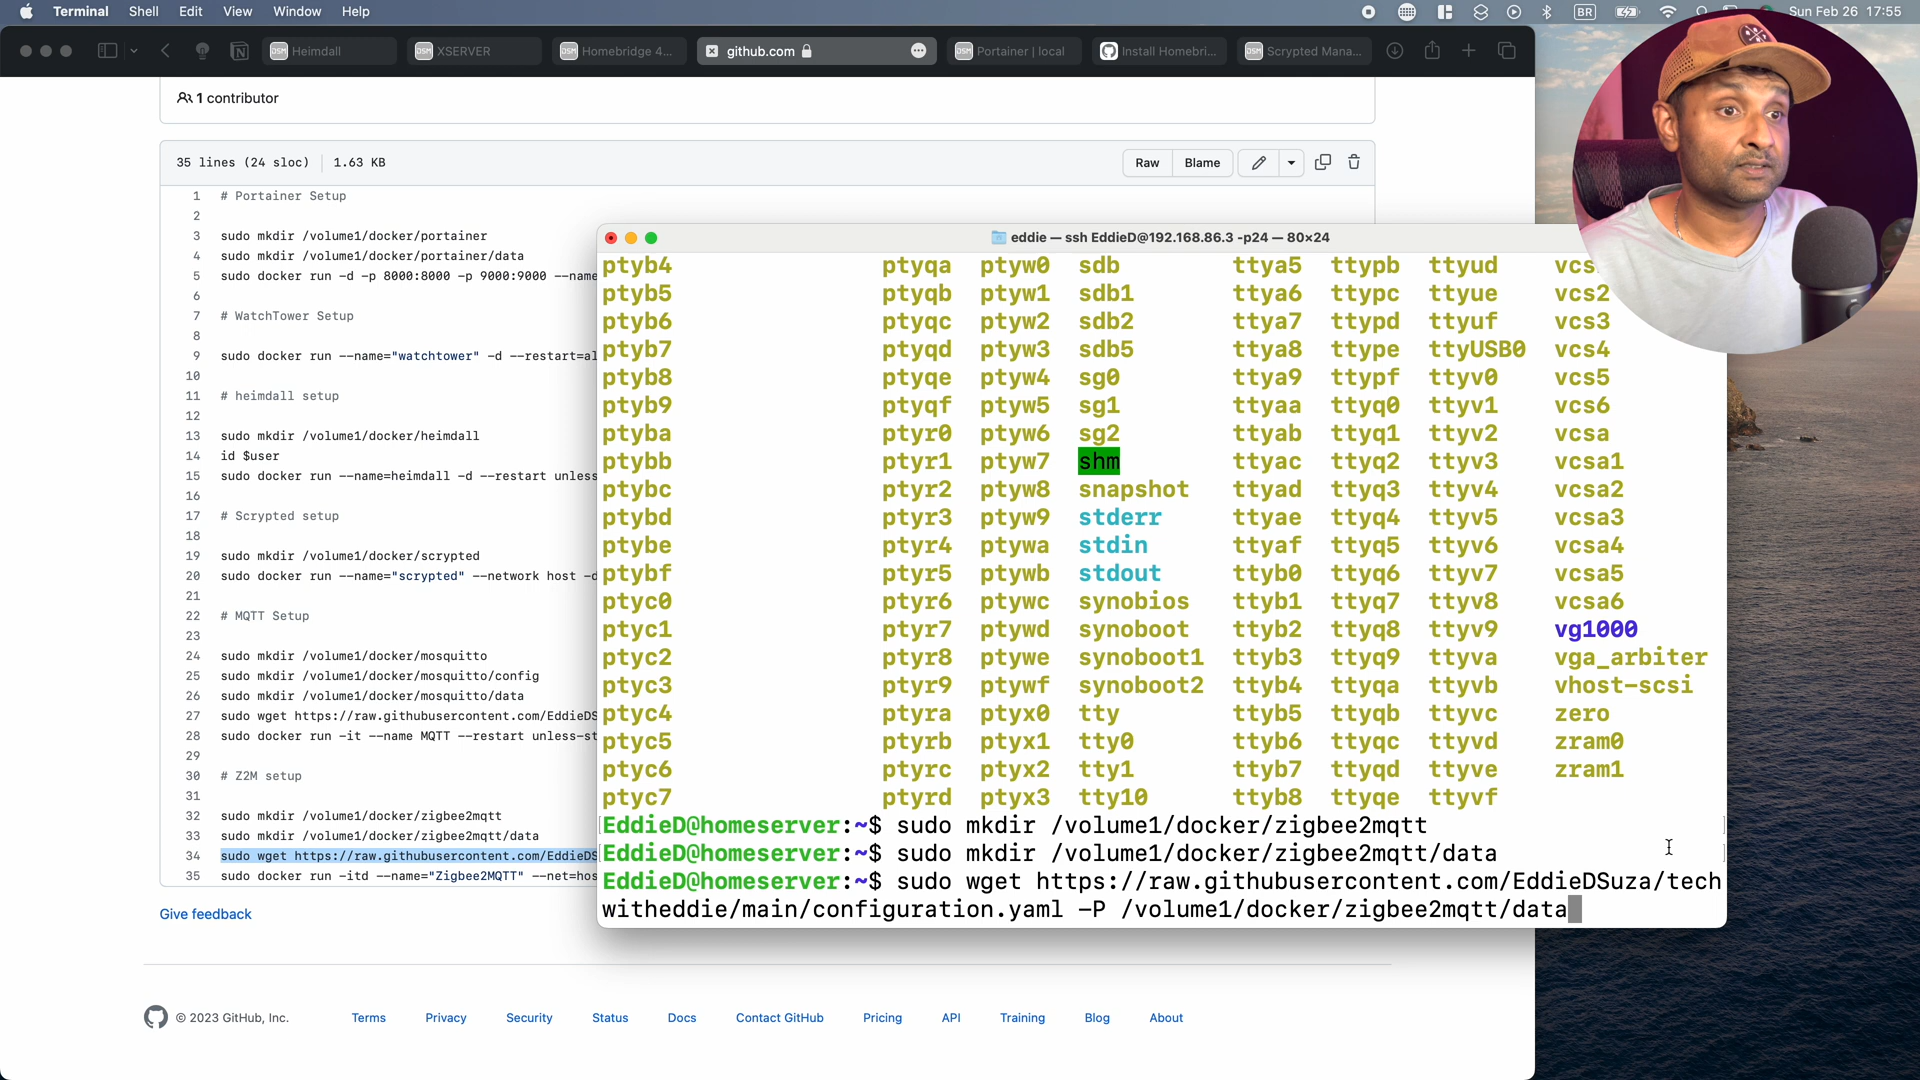 Terminal Shell Edit View Window Help
BR
Sun Feb 26 17:55
Heimdall
XSERVER
Homebridge 4...
github.com
Portainer | local
Install Homebri...
Scrypted Mana...
1 contributor
35 lines (24 sloc) 1.63 KB
Raw Blame
1 # Portainer Setup
2
3 sudo mkdir /volume1/docker/portainer
4 sudo mkdir /volume1/docker/portainer/data
5 sudo docker run -d -p 8000:8000 -p 9000:9000 --name
6
7 # WatchTower Setup
8
9 sudo docker run --name="watchtower" -d --restart=al
10
11 # heimdall setup
12
13 sudo mkdir /volume1/docker/heimdall
14 id $user
15 sudo docker run --name=heimdall -d --restart unless
16
17 # Scrypted setup
18
19 sudo mkdir /volume1/docker/scrypted
20 sudo docker run --name="scrypted" --network host -d
21
22 # MQTT Setup
23
24 sudo mkdir /volume1/docker/mosquitto
25 sudo mkdir /volume1/docker/mosquitto/config
26 sudo mkdir /volume1/docker/mosquitto/data
27 sudo wget https://raw.githubusercontent.com/EddieDS
28 sudo docker run -it --name MQTT --restart unless-st
29
30 # Z2M setup
31
32 sudo mkdir /volume1/docker/zigbee2mqtt
33 sudo mkdir /volume1/docker/zigbee2mqtt/data
34 sudo wget https://raw.githubusercontent.com/EddieDS
35 sudo docker run -itd --name="Zigbee2MQTT" --net=hos
Give feedback
© 2023 GitHub, Inc. Terms Privacy Security Status Docs Contact GitHub Pricing API Training Blog About
eddie — ssh EddieD@192.168.86.3 -p24 — 80×24
ptyb4 ptyqa ptyw0 sdb ttya5 ttypb ttyud vcs
ptyb5 ptyqb ptyw1 sdb1 ttya6 ttypc ttyue vcs2
ptyb6 ptyqc ptyw2 sdb2 ttya7 ttypd ttyuf vcs3
ptyb7 ptyqd ptyw3 sdb5 ttya8 ttype ttyUSB0 vcs4
ptyb8 ptyqe ptyw4 sg0 ttya9 ttypf ttyv0 vcs5
ptyb9 ptyqf ptyw5 sg1 ttyaa ttyq0 ttyv1 vcs6
ptyba ptyr0 ptyw6 sg2 ttyab ttyq1 ttyv2 vcsa
ptybb ptyr1 ptyw7 shm ttyac ttyq2 ttyv3 vcsa1
ptybc ptyr2 ptyw8 snapshot ttyad ttyq3 ttyv4 vcsa2
ptybd ptyr3 ptyw9 stderr ttyae ttyq4 ttyv5 vcsa3
ptybe ptyr4 ptywa stdin ttyaf ttyq5 ttyv6 vcsa4
ptybf ptyr5 ptywb stdout ttyb0 ttyq6 ttyv7 vcsa5
ptyc0 ptyr6 ptywc synobios ttyb1 ttyq7 ttyv8 vcsa6
ptyc1 ptyr7 ptywd synoboot ttyb2 ttyq8 ttyv9 vg1000
ptyc2 ptyr8 ptywe synoboot1 ttyb3 ttyq9 ttyva vga_arbiter
ptyc3 ptyr9 ptywf synoboot2 ttyb4 ttyqa ttyvb vhost-scsi
ptyc4 ptyra ptyx0 tty ttyb5 ttyqb ttyvc zero
ptyc5 ptyrb ptyx1 tty0 ttyb6 ttyqc ttyvd zram0
ptyc6 ptyrc ptyx2 tty1 ttyb7 ttyqd ttyve zram1
ptyc7 ptyrd ptyx3 tty10 ttyb8 ttyqe ttyvf
EddieD@homeserver:~$ sudo mkdir /volume1/docker/zigbee2mqtt
EddieD@homeserver:~$ sudo mkdir /volume1/docker/zigbee2mqtt/data
EddieD@homeserver:~$ sudo wget https://raw.githubusercontent.com/EddieDSuza/tech
witheddie/main/configuration.yaml -P /volume1/docker/zigbee2mqtt/data